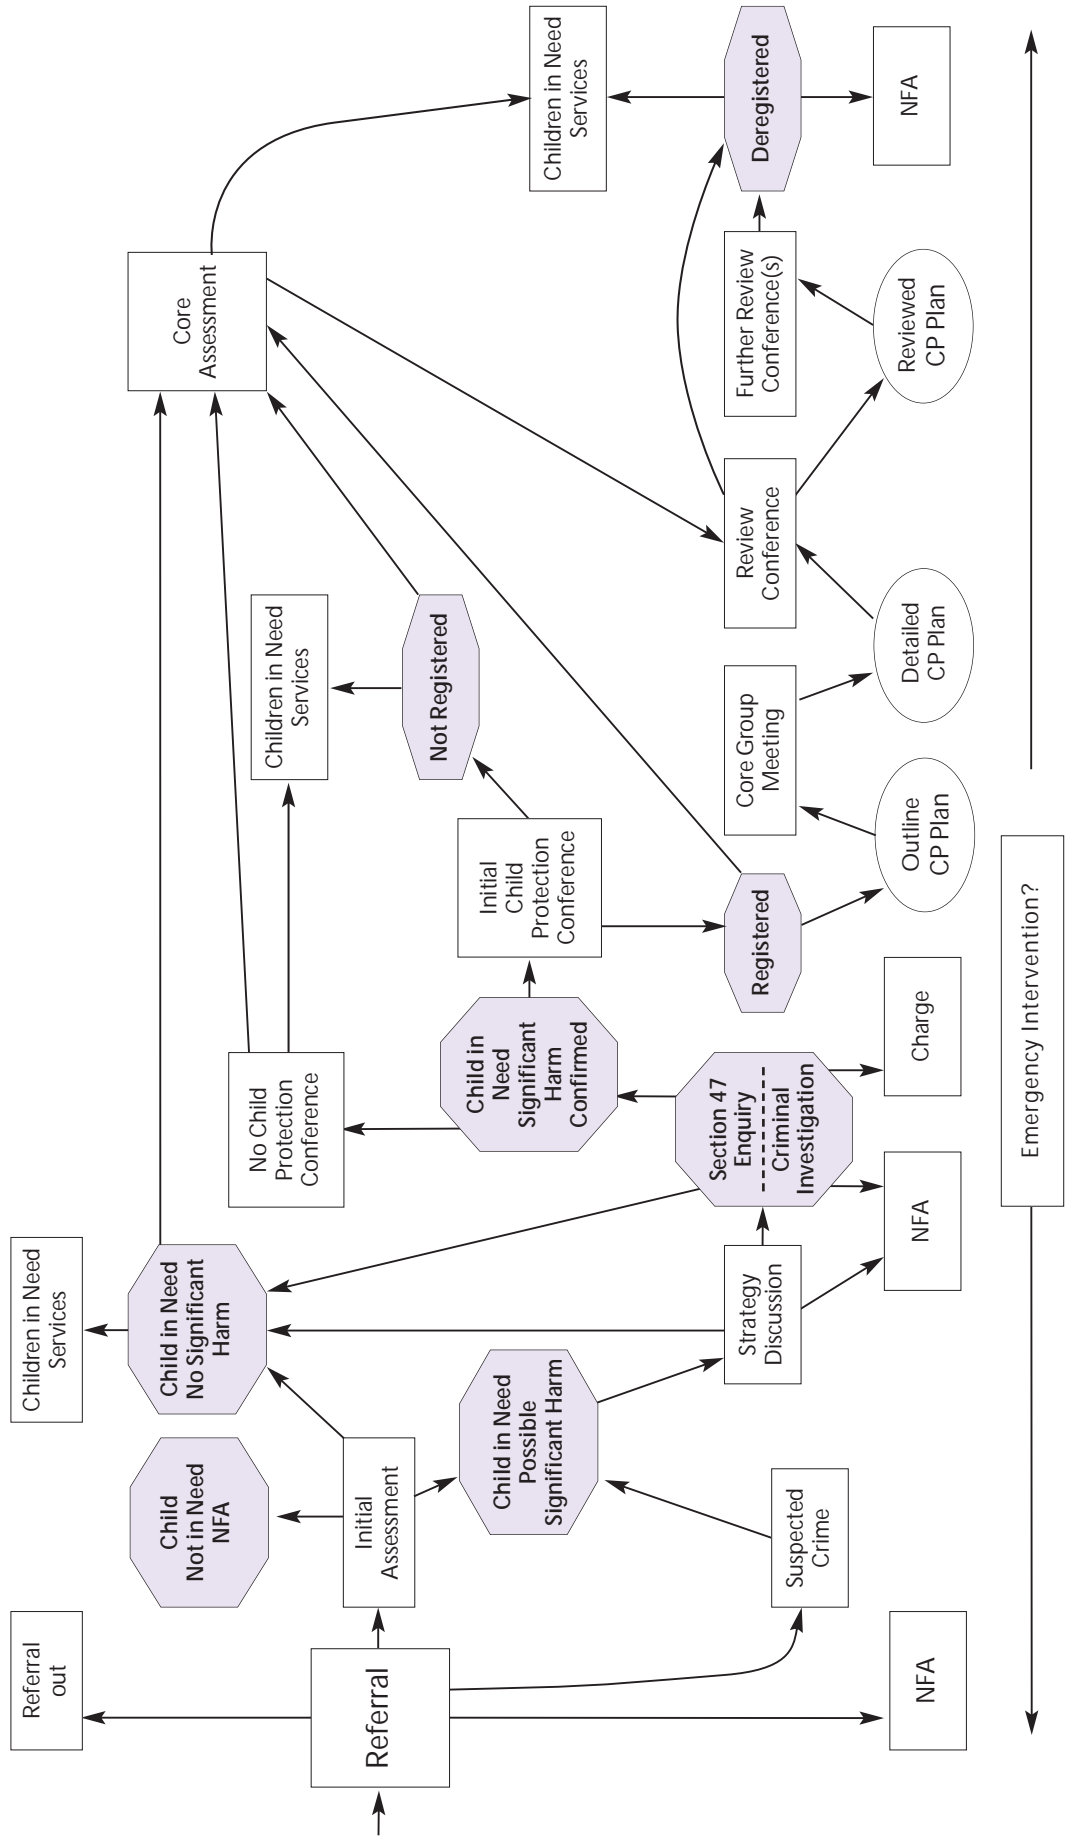 Referral
out
Referral
NFA
Child
Not in Need
NFA
Initial
Assessment
Suspected
Crime
Children in Need
Services
Child in Need
No Significant
Harm
Child in Need
Possible
Significant Harm
Strategy
Discussion
NFA
No Child
Protection
Conference
Child in
Need
Significant
Harm
Confirmed
Section 47
Enquiry
Criminal
Investigation
Charge
Initial
Child
Protection
Conference
Registered
Outline
CP Plan
Children in Need
Services
Not Registered
Core Group
Meeting
Detailed
CP Plan
Review
Conference
Core
Assessment
Further Review
Conference(s)
Reviewed
CP Plan
Children in Need
Services
Deregistered
NFA
Emergency Intervention?